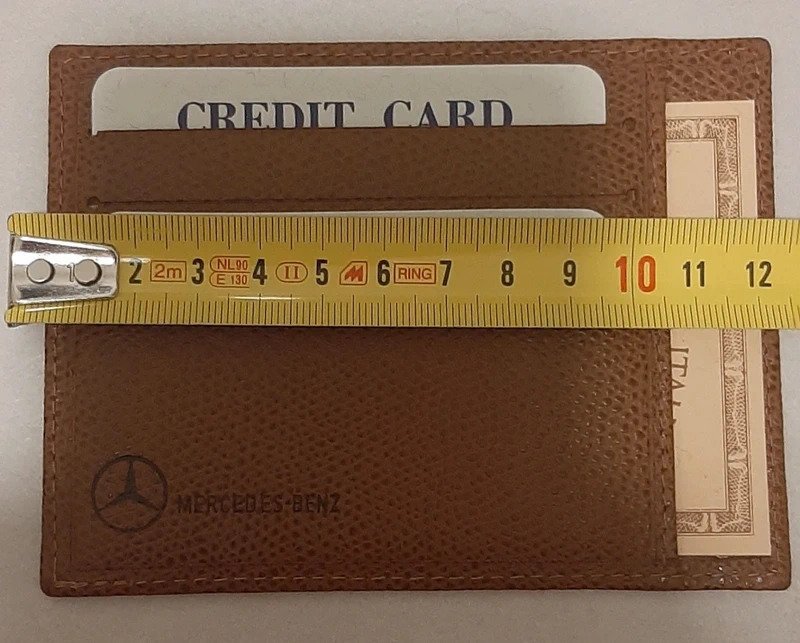 CREDIT CARD
1 2 2m 3 NL90 E 130 4 II 5 M 6 RING 7 8 9 10 11 12
MERCEDES-BENZ